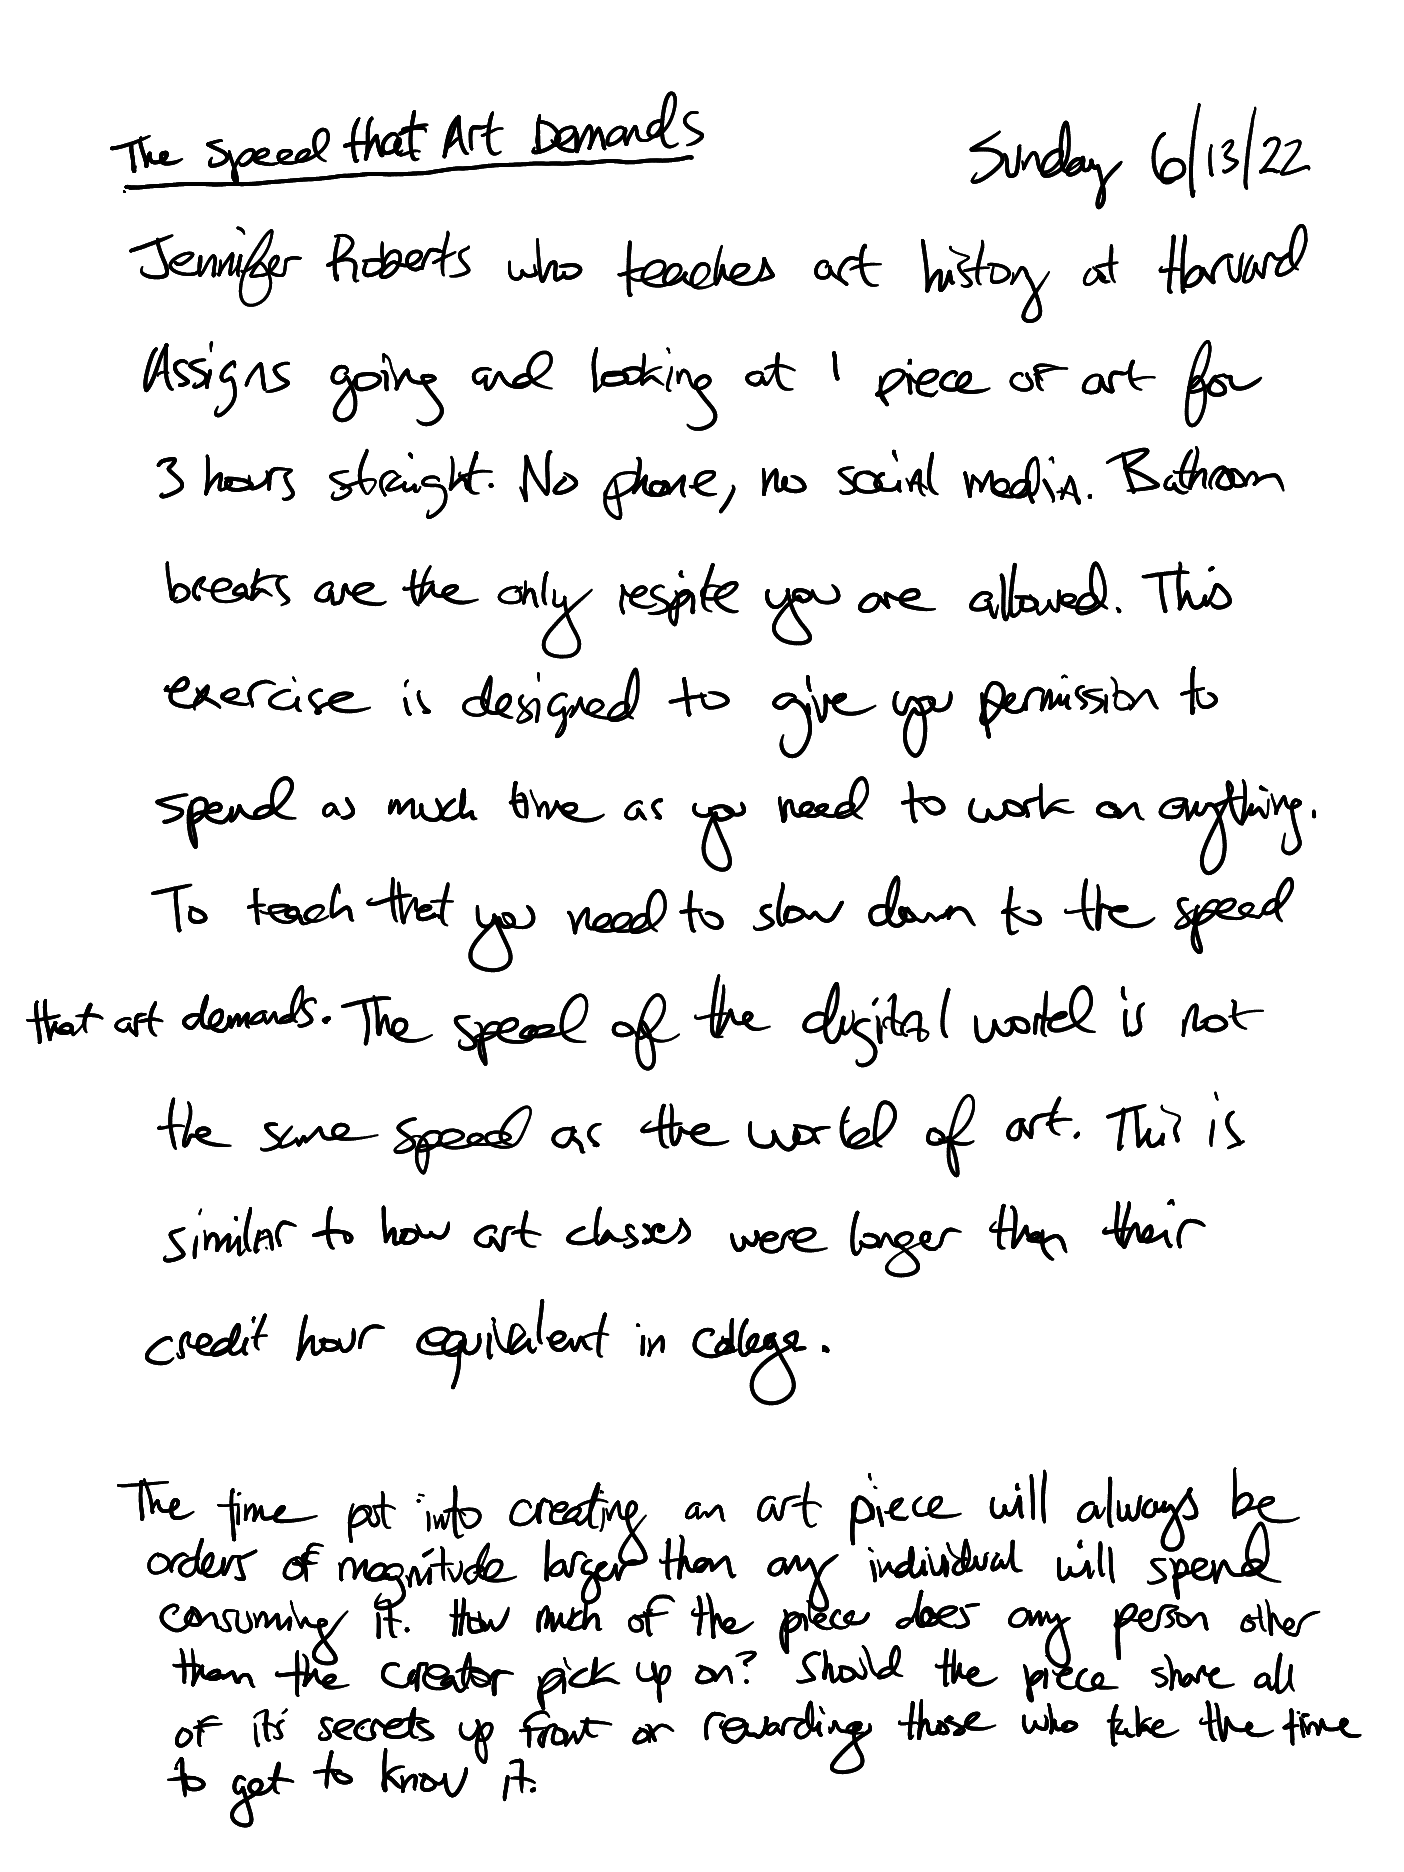 The Speed that Art Demands
Sunday 6/13/22
Jennifer Roberts who teaches art history at Harvard
Assigns going and looking at 1 piece of art for
3 hours straight. No phone, no social media. Bathroom
breaks are the only respite you are allowed. This
exercise is designed to give you permission to
spend as much time as you need to work on anything.
To teach that you need to slow down to the speed
that art demands. The speed of the digital world is not
the same speed as the world of art. This is
similar to how art classes were longer than their
credit hour equivalent in college.
The time put into creating an art piece will always be
orders of magnitude larger than any individual will spend
consuming it. How much of the piece does any person other
than the creator pick up on? Should the piece share all
of its secrets up front or rewarding those who take the time
to get to know it.